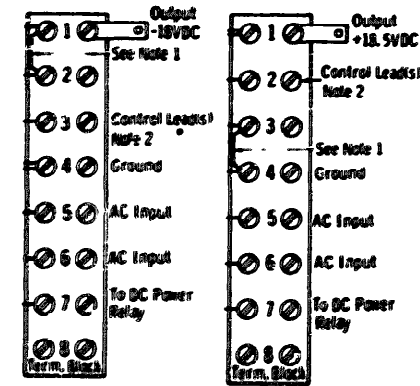 1 Output
-18VDC
See Note 1
2
3 Control Lead(s)
Note 2
4 Ground
5 AC Input
6 AC Input
7 To DC Power
Relay
8
Term. Block
1 Output
+18.5VDC
2 Control Lead(s)
Note 2
3
See Note 1
4 Ground
5 AC Input
6 AC Input
7 To DC Power
Relay
8
Term. Block